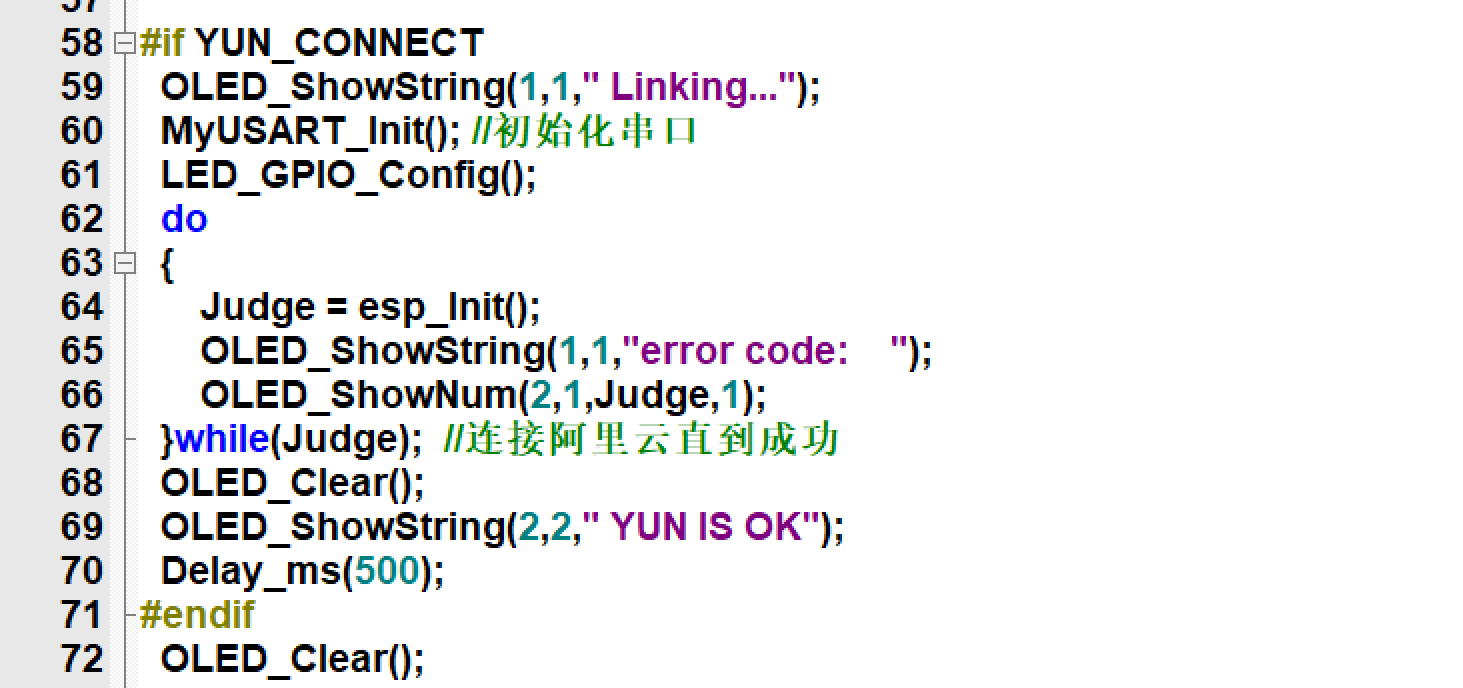 57
58 #if YUN_CONNECT
59 OLED_ShowString(1,1," Linking...");
60 MyUSART_Init(); //初始化串口
61 LED_GPIO_Config();
62 do
63 {
64 Judge = esp_Init();
65 OLED_ShowString(1,1,"error code:    ");
66 OLED_ShowNum(2,1,Judge,1);
67 }while(Judge);  //连接阿里云直到成功
68 OLED_Clear();
69 OLED_ShowString(2,2," YUN IS OK");
70 Delay_ms(500);
71 #endif
72 OLED_Clear();